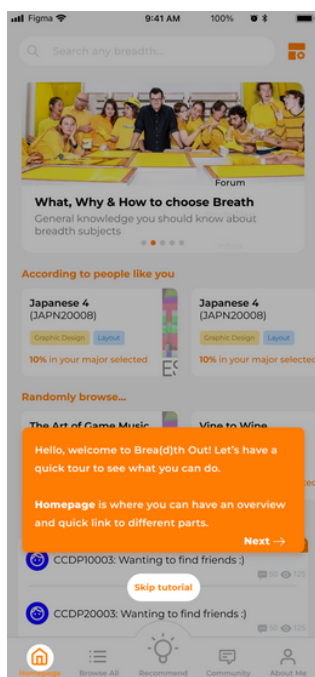 Figma
9:41 AM
100%
Search any breadth...
Forum
What, Why & How to choose Breath
General knowledge you should know about
breadth subjects
According to people like you
Japanese 4
(JAPN20008)
Graphic Design
Layout
10% in your major selected
Japanese 4
(JAPN20008)
Graphic Design
Layout
10% in your major selected
Randomly browse...
The Art of Game Music
Vine to Wine
Hello, welcome to Brea(d)th Out! Let's have a
quick tour to see what you can do.
Homepage is where you can have an overview
and quick link to different parts.
Next →
CCDP10003: Wanting to find friends :)
50
125
Skip tutorial
CCDP20003: Wanting to find friends :)
50
125
Homepage
Browse All
Recommend
Community
About Me